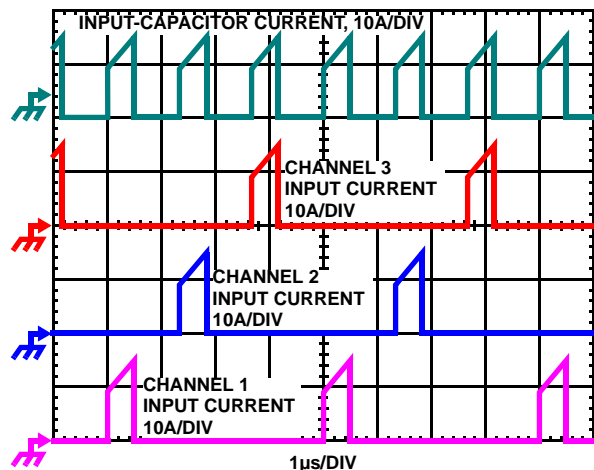 INPUT-CAPACITOR CURRENT, 10A/DIV
CHANNEL 3
INPUT CURRENT
10A/DIV
CHANNEL 2
INPUT CURRENT
10A/DIV
CHANNEL 1
INPUT CURRENT
10A/DIV
1µs/DIV